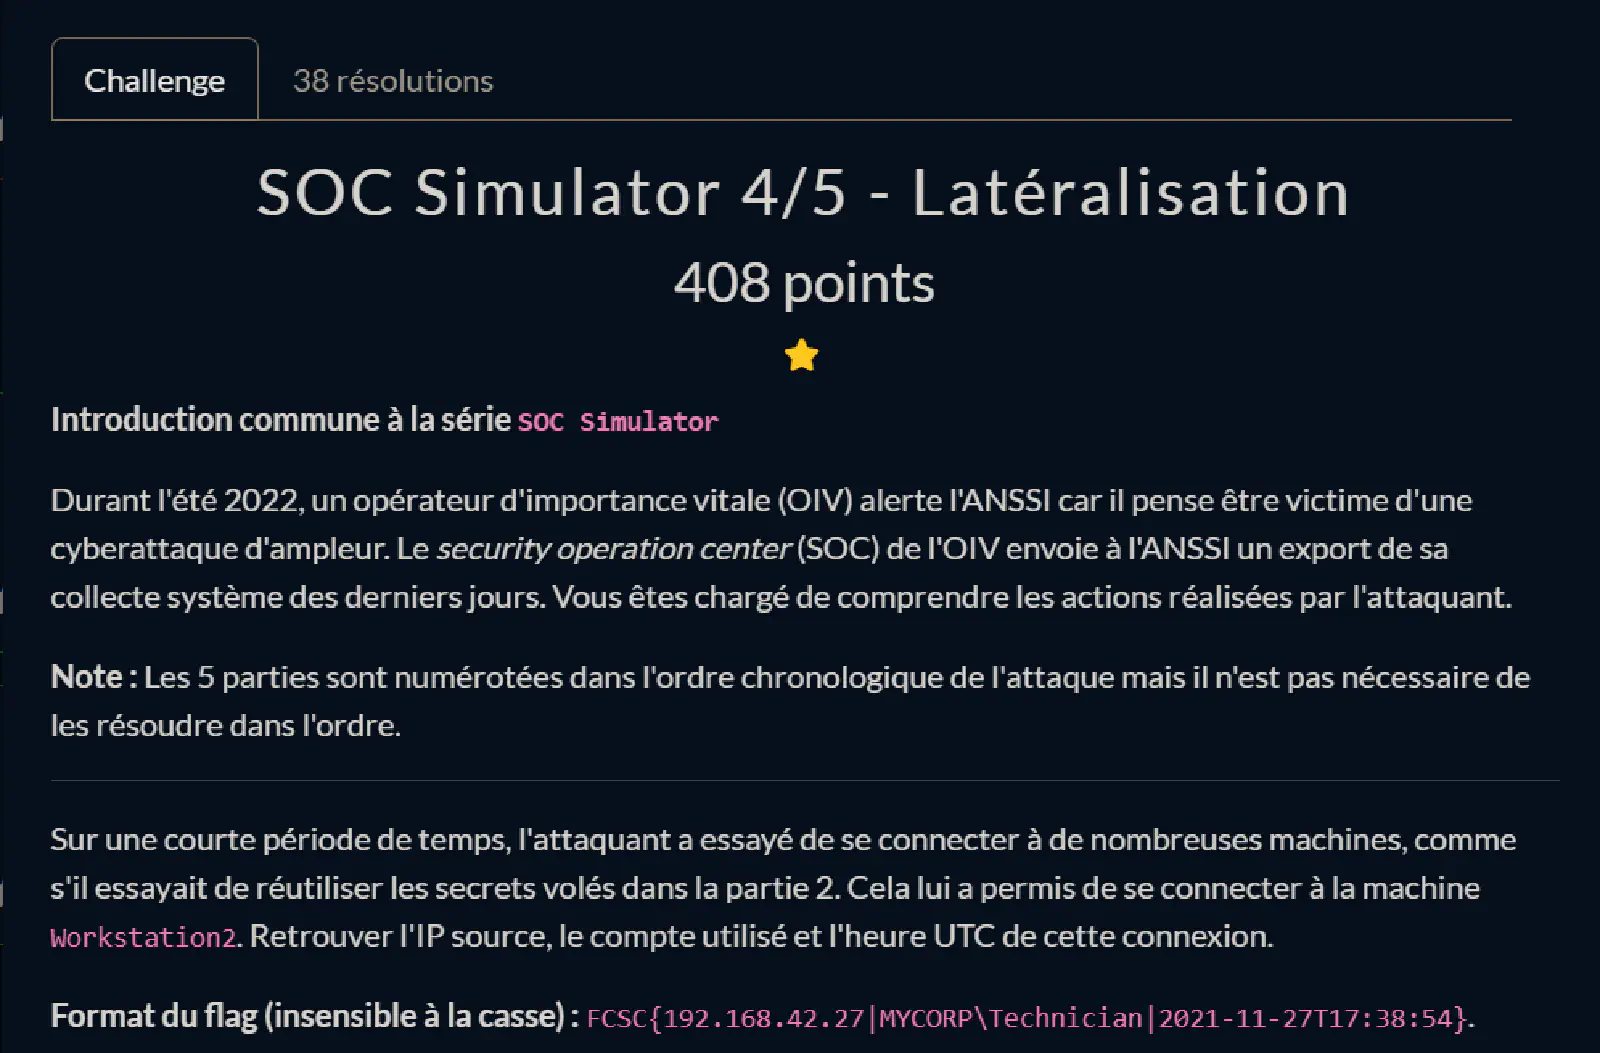 Challenge
38 résolutions
SOC Simulator 4/5 - Latéralisation
408 points
Introduction commune à la série SOC Simulator
Durant l'été 2022, un opérateur d'importance vitale (OIV) alerte l'ANSSI car il pense être victime d'une
cyberattaque d'ampleur. Le security operation center (SOC) de l'OIV envoie à l'ANSSI un export de sa
collecte système des derniers jours. Vous êtes chargé de comprendre les actions réalisées par l'attaquant.
Note : Les 5 parties sont numérotées dans l'ordre chronologique de l'attaque mais il n'est pas nécessaire de
les résoudre dans l'ordre.
Sur une courte période de temps, l'attaquant a essayé de se connecter à de nombreuses machines, comme
s'il essayait de réutiliser les secrets volés dans la partie 2. Cela lui a permis de se connecter à la machine
Workstation2. Retrouver l'IP source, le compte utilisé et l'heure UTC de cette connexion.
Format du flag (insensible à la casse) : FCSC{192.168.42.27|MYCORP\Technician|2021-11-27T17:38:54}.